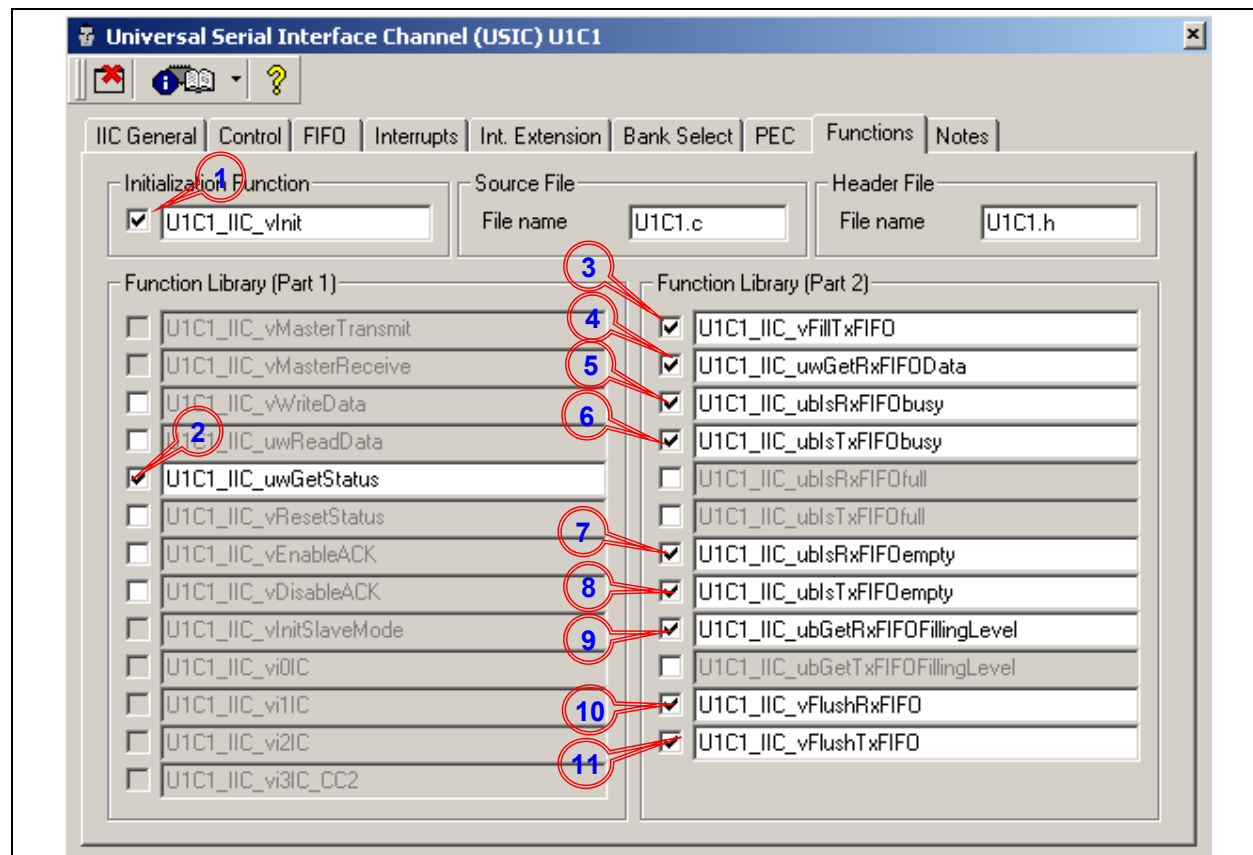 Universal Serial Interface Channel (USIC) U1C1
IIC General Control FIFO Interrupts Int. Extension Bank Select PEC Functions Notes
Initialization Function
1
U1C1_IIC_vInit
Source File
File name U1C1.c
Header File
File name U1C1.h
Function Library (Part 1)
U1C1_IIC_vMasterTransmit
U1C1_IIC_vMasterReceive
U1C1_IIC_vWriteData
U1C1_IIC_uwReadData
2
U1C1_IIC_uwGetStatus
U1C1_IIC_vResetStatus
U1C1_IIC_vEnableACK
U1C1_IIC_vDisableACK
U1C1_IIC_vInitSlaveMode
U1C1_IIC_vi0IC
U1C1_IIC_vi1IC
U1C1_IIC_vi2IC
U1C1_IIC_vi3IC_CC2
Function Library (Part 2)
3
U1C1_IIC_vFillTxFIFO
4
U1C1_IIC_uwGetRxFIFOData
5
U1C1_IIC_ubIsRxFIFObusy
6
U1C1_IIC_ubIsTxFIFObusy
U1C1_IIC_ubIsRxFIFOfull
U1C1_IIC_ubIsTxFIFOfull
7
U1C1_IIC_ubIsRxFIFOempty
8
U1C1_IIC_ubIsTxFIFOempty
9
U1C1_IIC_ubGetRxFIFOFillingLevel
U1C1_IIC_ubGetTxFIFOFillingLevel
10
U1C1_IIC_vFlushRxFIFO
11
U1C1_IIC_vFlushTxFIFO